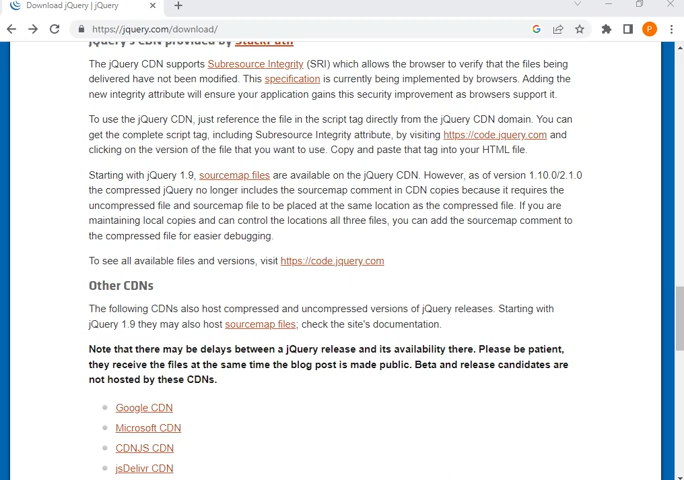 Download jQuery | jQuery
https://jquery.com/download/
P
jQuery's CDN provided by StackPath
The jQuery CDN supports Subresource Integrity (SRI) which allows the browser to verify that the files being
delivered have not been modified. This specification is currently being implemented by browsers. Adding the
new integrity attribute will ensure your application gains this security improvement as browsers support it.
To use the jQuery CDN, just reference the file in the script tag directly from the jQuery CDN domain. You can
get the complete script tag, including Subresource Integrity attribute, by visiting https://code.jquery.com and
clicking on the version of the file that you want to use. Copy and paste that tag into your HTML file.
Starting with jQuery 1.9, sourcemap files are available on the jQuery CDN. However, as of version 1.10.0/2.1.0
the compressed jQuery no longer includes the sourcemap comment in CDN copies because it requires the
uncompressed file and sourcemap file to be placed at the same location as the compressed file. If you are
maintaining local copies and can control the locations all three files, you can add the sourcemap comment to
the compressed file for easier debugging.
To see all available files and versions, visit https://code.jquery.com
Other CDNs
The following CDNs also host compressed and uncompressed versions of jQuery releases. Starting with
jQuery 1.9 they may also host sourcemap files; check the site's documentation.
Note that there may be delays between a jQuery release and its availability there. Please be patient,
they receive the files at the same time the blog post is made public. Beta and release candidates are
not hosted by these CDNs.
Google CDN
Microsoft CDN
CDNJS CDN
jsDelivr CDN